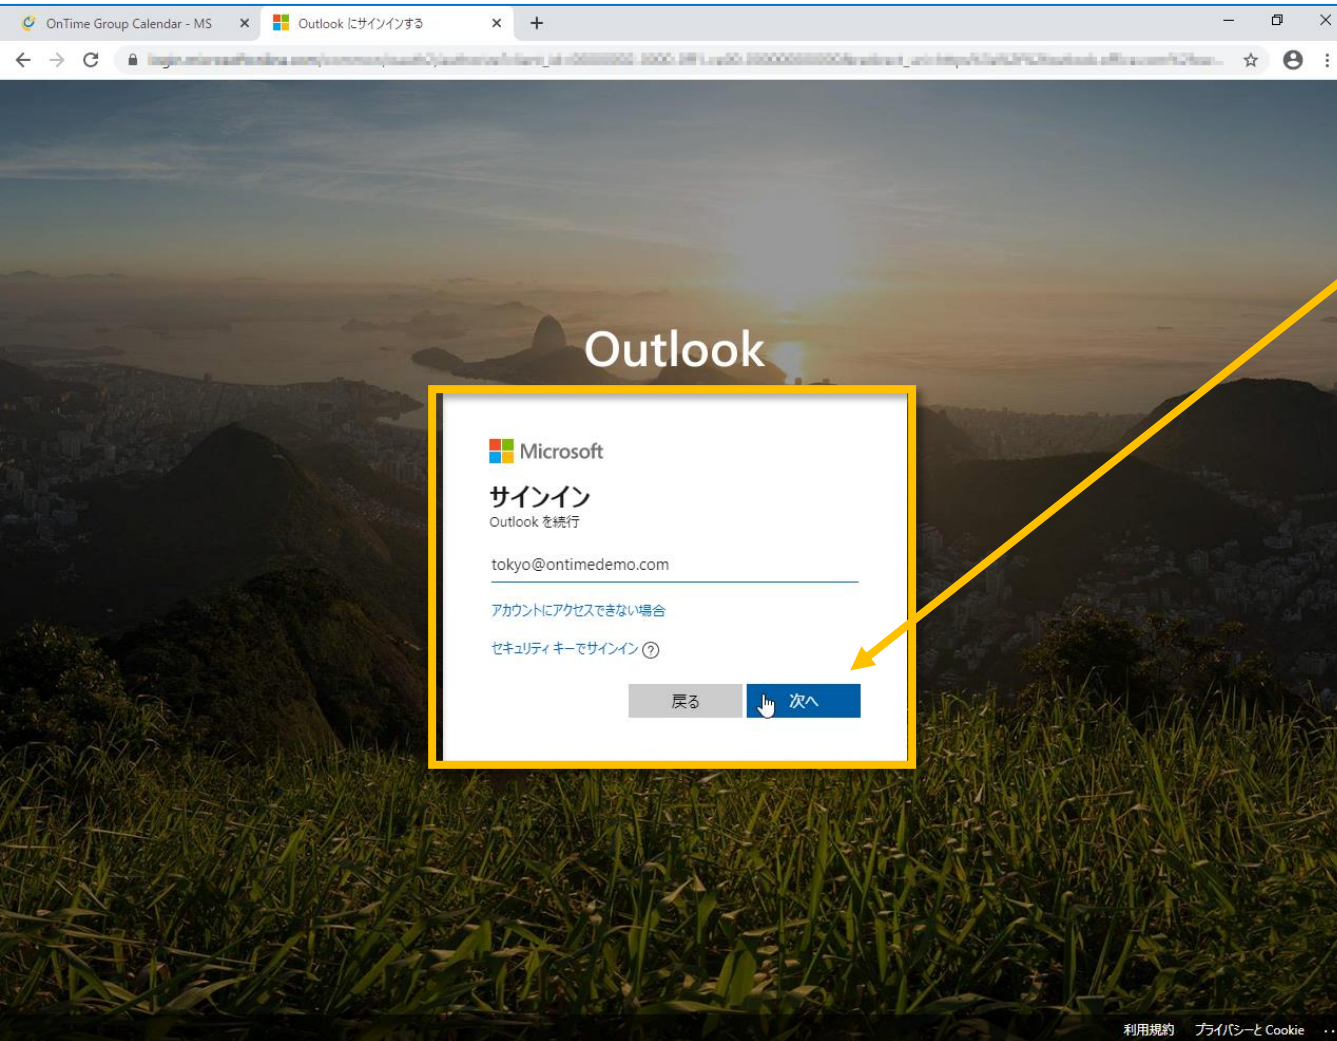 OnTime Group Calendar - MS
Outlook にサインインする
Outlook
Microsoft
サインイン
Outlook を続行
tokyo@ontimedemo.com
アカウントにアクセスできない場合
セキュリティ キーでサインイン
戻る
次へ
利用規約 プライバシーと Cookie